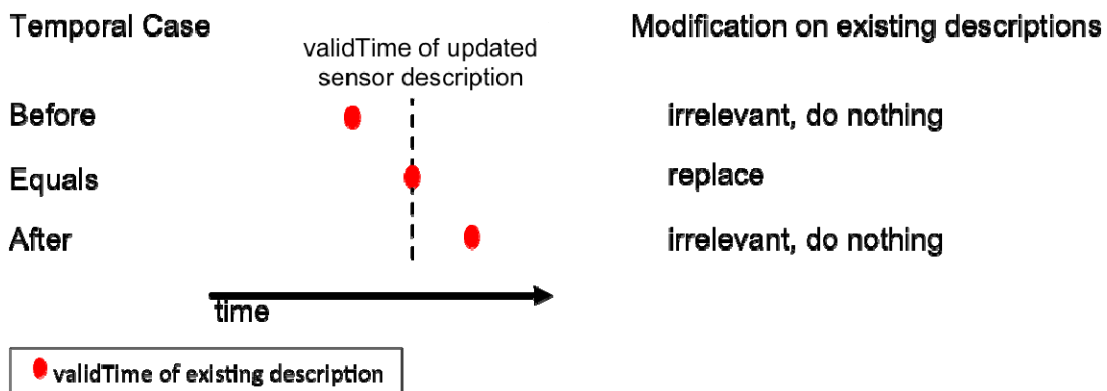 Temporal Case
Modification on existing descriptions
validTime of updated
sensor description
Before
irrelevant, do nothing
Equals
replace
After
irrelevant, do nothing
time
validTime of existing description